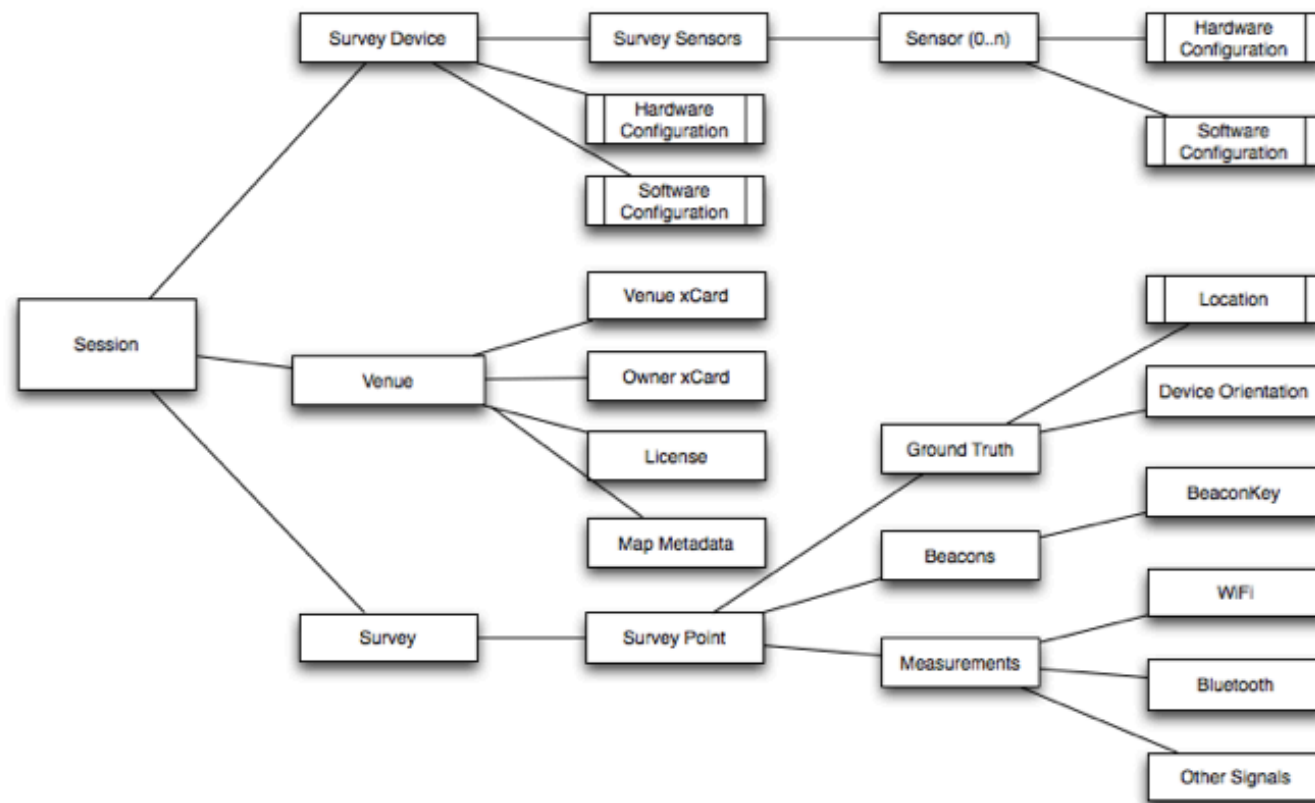 Survey Device
Survey Sensors
Sensor (0..n)
Hardware
Configuration
Hardware
Configuration
Software
Configuration
Software
Configuration
Session
Venue
Venue xCard
Owner xCard
License
Map Metadata
Location
Device Orientation
Ground Truth
BeaconKey
Beacons
WiFi
Survey
Survey Point
Measurements
Bluetooth
Other Signals